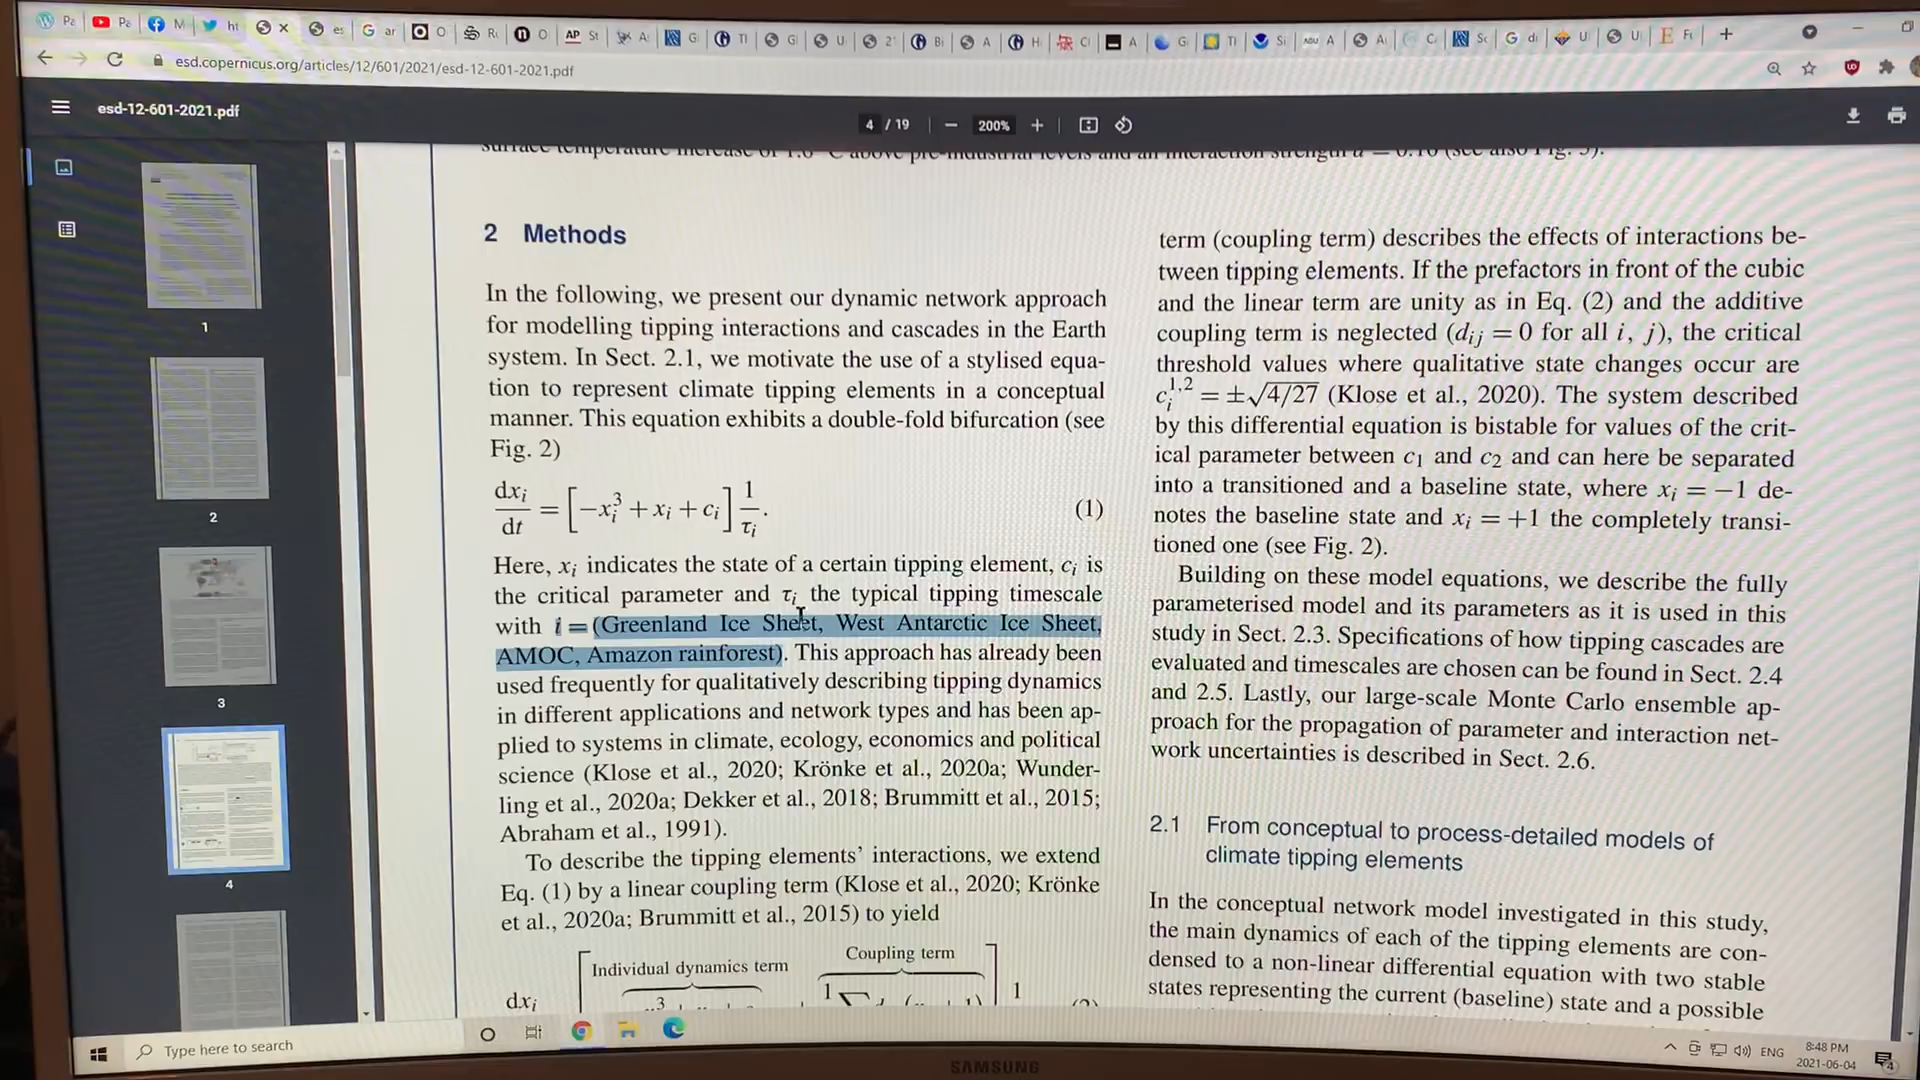 esd.copernicus.org/articles/12/601/2021/esd-12-601-2021.pdf
esd-12-601-2021.pdf
4 / 19
200%
1
2
3
4
2 Methods
In the following, we present our dynamic network approach
for modelling tipping interactions and cascades in the Earth
system. In Sect. 2.1, we motivate the use of a stylised equa-
tion to represent climate tipping elements in a conceptual
manner. This equation exhibits a double-fold bifurcation (see
Fig. 2)
dxi/dt = [−xi³ + xi + ci] 1/τi. (1)
Here, xi indicates the state of a certain tipping element, ci is
the critical parameter and τi the typical tipping timescale
with i = (Greenland Ice Sheet, West Antarctic Ice Sheet,
AMOC, Amazon rainforest). This approach has already been
used frequently for qualitatively describing tipping dynamics
in different applications and network types and has been ap-
plied to systems in climate, ecology, economics and political
science (Klose et al., 2020; Krönke et al., 2020a; Wunder-
ling et al., 2020a; Dekker et al., 2018; Brummitt et al., 2015;
Abraham et al., 1991).
To describe the tipping elements’ interactions, we extend
Eq. (1) by a linear coupling term (Klose et al., 2020; Krönke
et al., 2020a; Brummitt et al., 2015) to yield
Individual dynamics term
Coupling term
dxi
term (coupling term) describes the effects of interactions be-
tween tipping elements. If the prefactors in front of the cubic
and the linear term are unity as in Eq. (2) and the additive
coupling term is neglected (dij = 0 for all i, j), the critical
threshold values where qualitative state changes occur are
ci1,2 = ±√4/27 (Klose et al., 2020). The system described
by this differential equation is bistable for values of the crit-
ical parameter between c1 and c2 and can here be separated
into a transitioned and a baseline state, where xi = −1 de-
notes the baseline state and xi = +1 the completely transi-
tioned one (see Fig. 2).
Building on these model equations, we describe the fully
parameterised model and its parameters as it is used in this
study in Sect. 2.3. Specifications of how tipping cascades are
evaluated and timescales are chosen can be found in Sect. 2.4
and 2.5. Lastly, our large-scale Monte Carlo ensemble ap-
proach for the propagation of parameter and interaction net-
work uncertainties is described in Sect. 2.6.
2.1 From conceptual to process-detailed models of
climate tipping elements
In the conceptual network model investigated in this study,
the main dynamics of each of the tipping elements are con-
densed to a non-linear differential equation with two stable
states representing the current (baseline) state and a possible
Type here to search
ENG
8:48 PM
2021-06-04
SAMSUNG